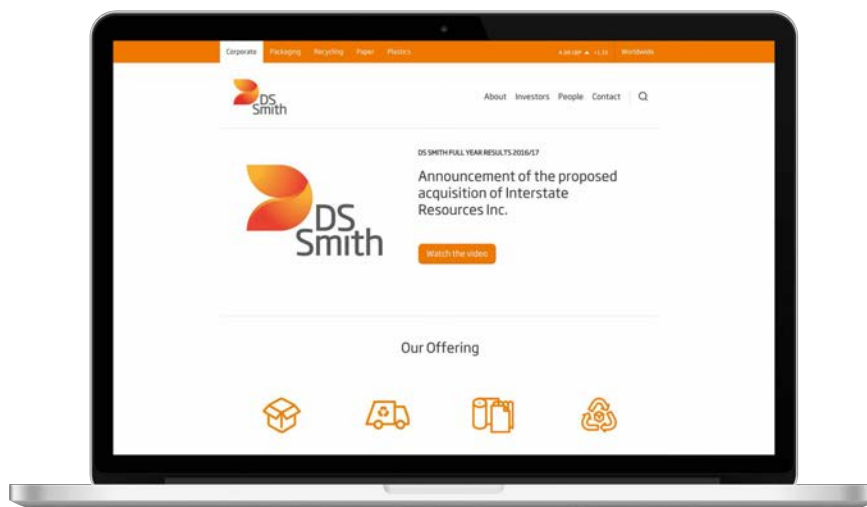 Corporate Packaging Recycling Paper Plastics Worldwide
DS
Smith
About Investors People Contact
DS SMITH FULL YEAR RESULTS 2016/17
Announcement of the proposed
acquisition of Interstate
Resources Inc.
DS
Smith
Watch the video
Our Offering